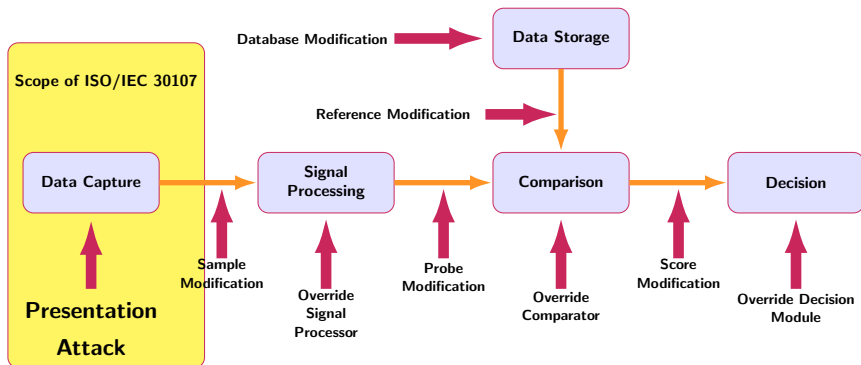 Database Modification
Data Storage
Scope of ISO/IEC 30107
Reference Modification
Data Capture
Signal
Processing
Comparison
Decision
Sample
Modification
Probe
Modification
Score
Modification
Presentation
Attack
Override
Signal
Processor
Override
Comparator
Override Decision
Module